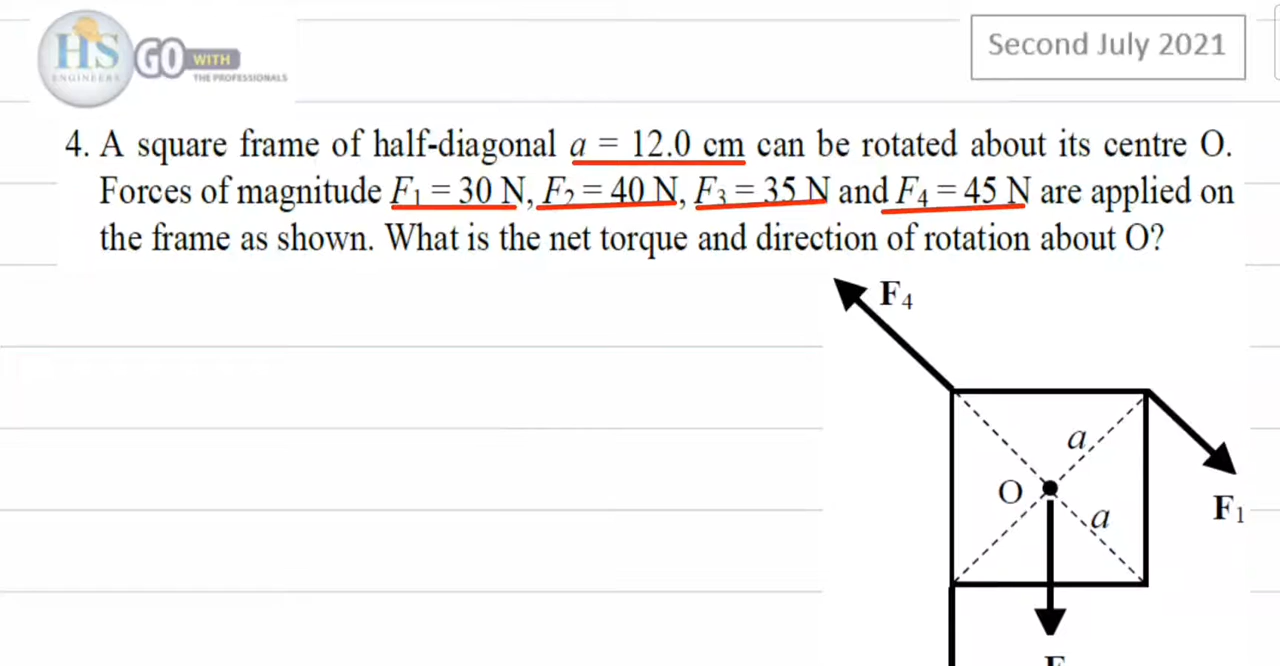 HS
ENGINEERS
GO WITH
THE PROFESSIONALS
Second July 2021
4. A square frame of half-diagonal a = 12.0 cm can be rotated about its centre O.
Forces of magnitude F₁ = 30 N, F₂ = 40 N, F₃ = 35 N and F₄ = 45 N are applied on
the frame as shown. What is the net torque and direction of rotation about O?
F₄
a
O
a
F₁